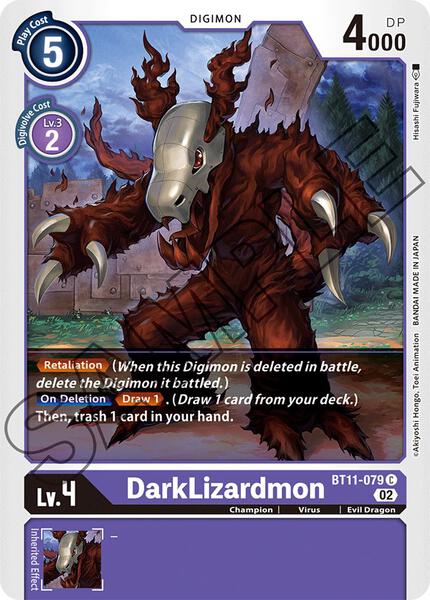 DIGIMON
Play Cost
5
4000 DP
Digivolve Cost
Lv.3
2
Hisashi Fujiwara
©Akiyoshi Hongo, Toei Animation BANDAI MADE IN JAPAN
SAMPLE
Retaliation (When this Digimon is deleted in battle,
delete the Digimon it battled.)
On Deletion Draw 1. (Draw 1 card from your deck.)
Then, trash 1 card in your hand.
Lv.4
DarkLizardmon
BT11-079 C
02
Champion | Virus | Evil Dragon
Inherited Effect
–